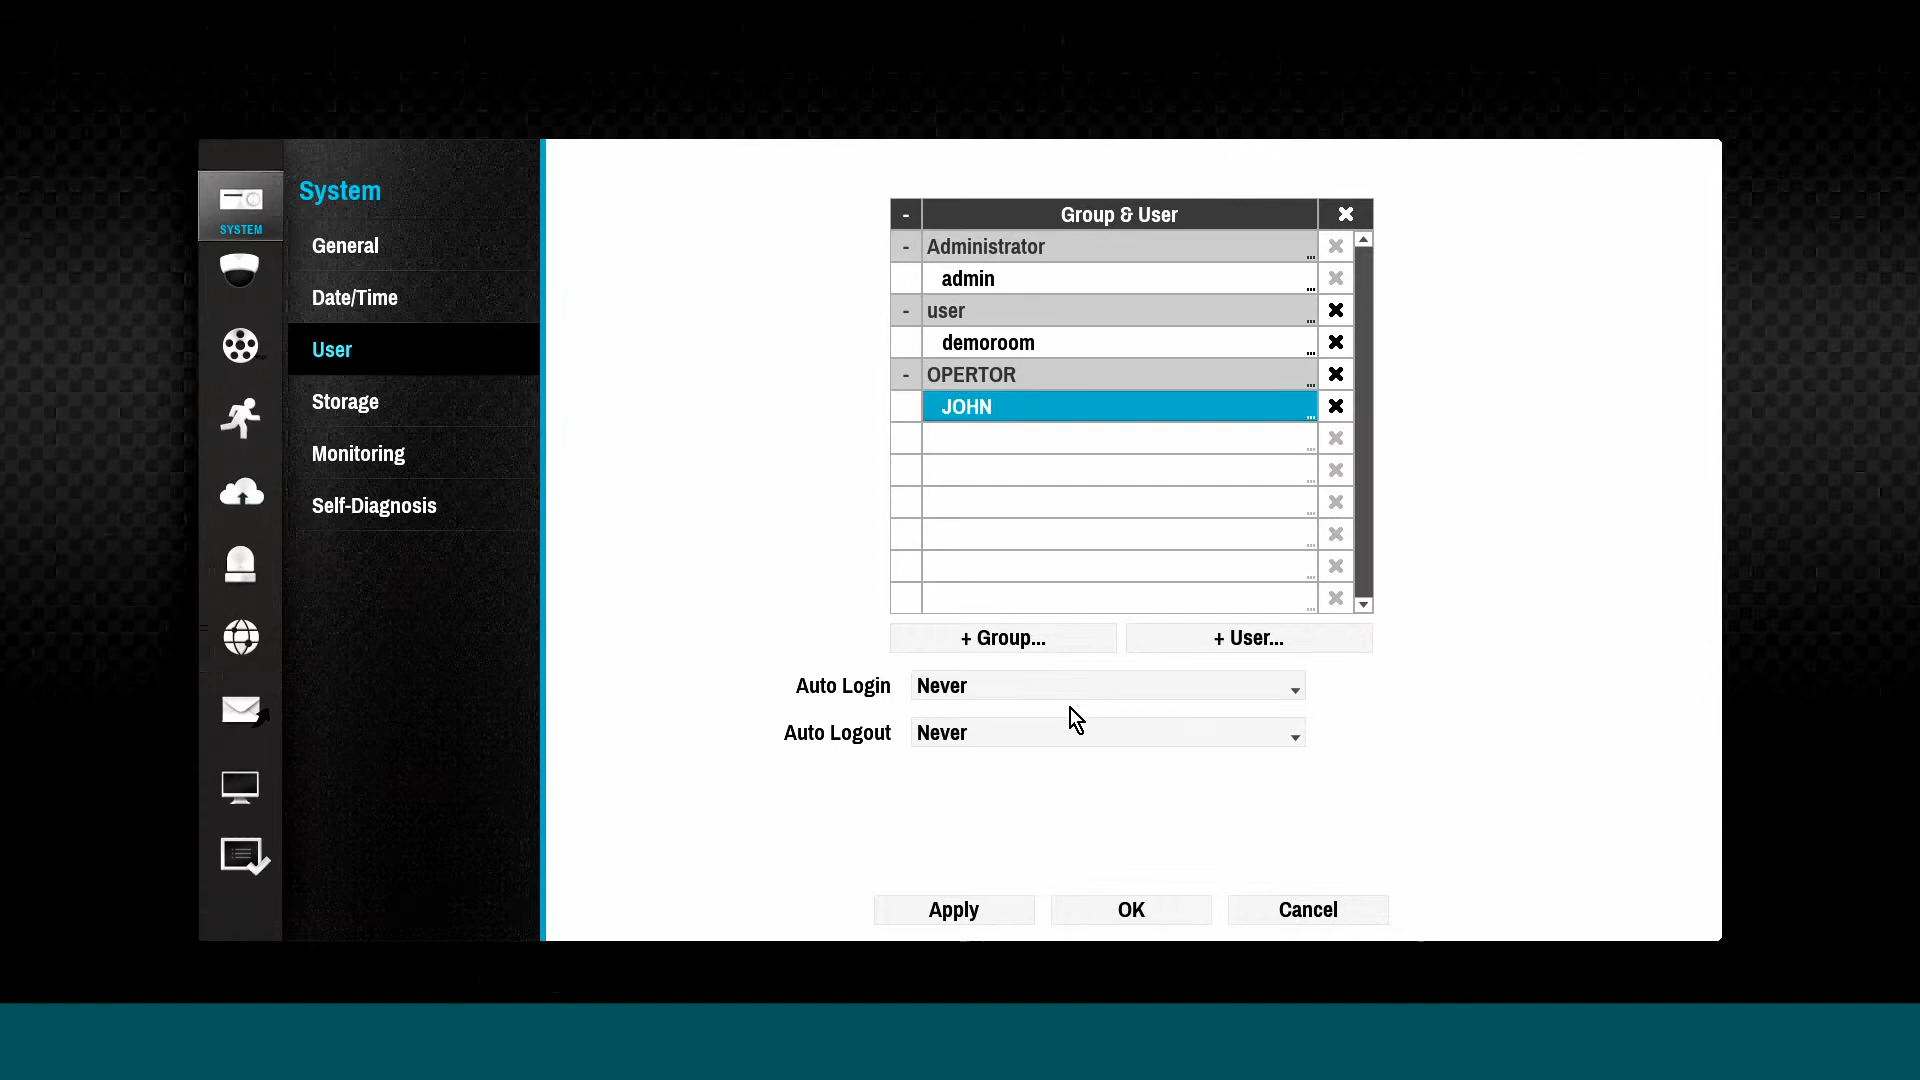 SYSTEM
System
General
Date/Time
User
Storage
Monitoring
Self-Diagnosis
- Group & User
- Administrator ...
admin ...
- user ...
demoroom ...
- OPERTOR ...
JOHN ...
...
...
...
...
...
...
+ Group... + User...
Auto Login Never
Auto Logout Never
Apply OK Cancel